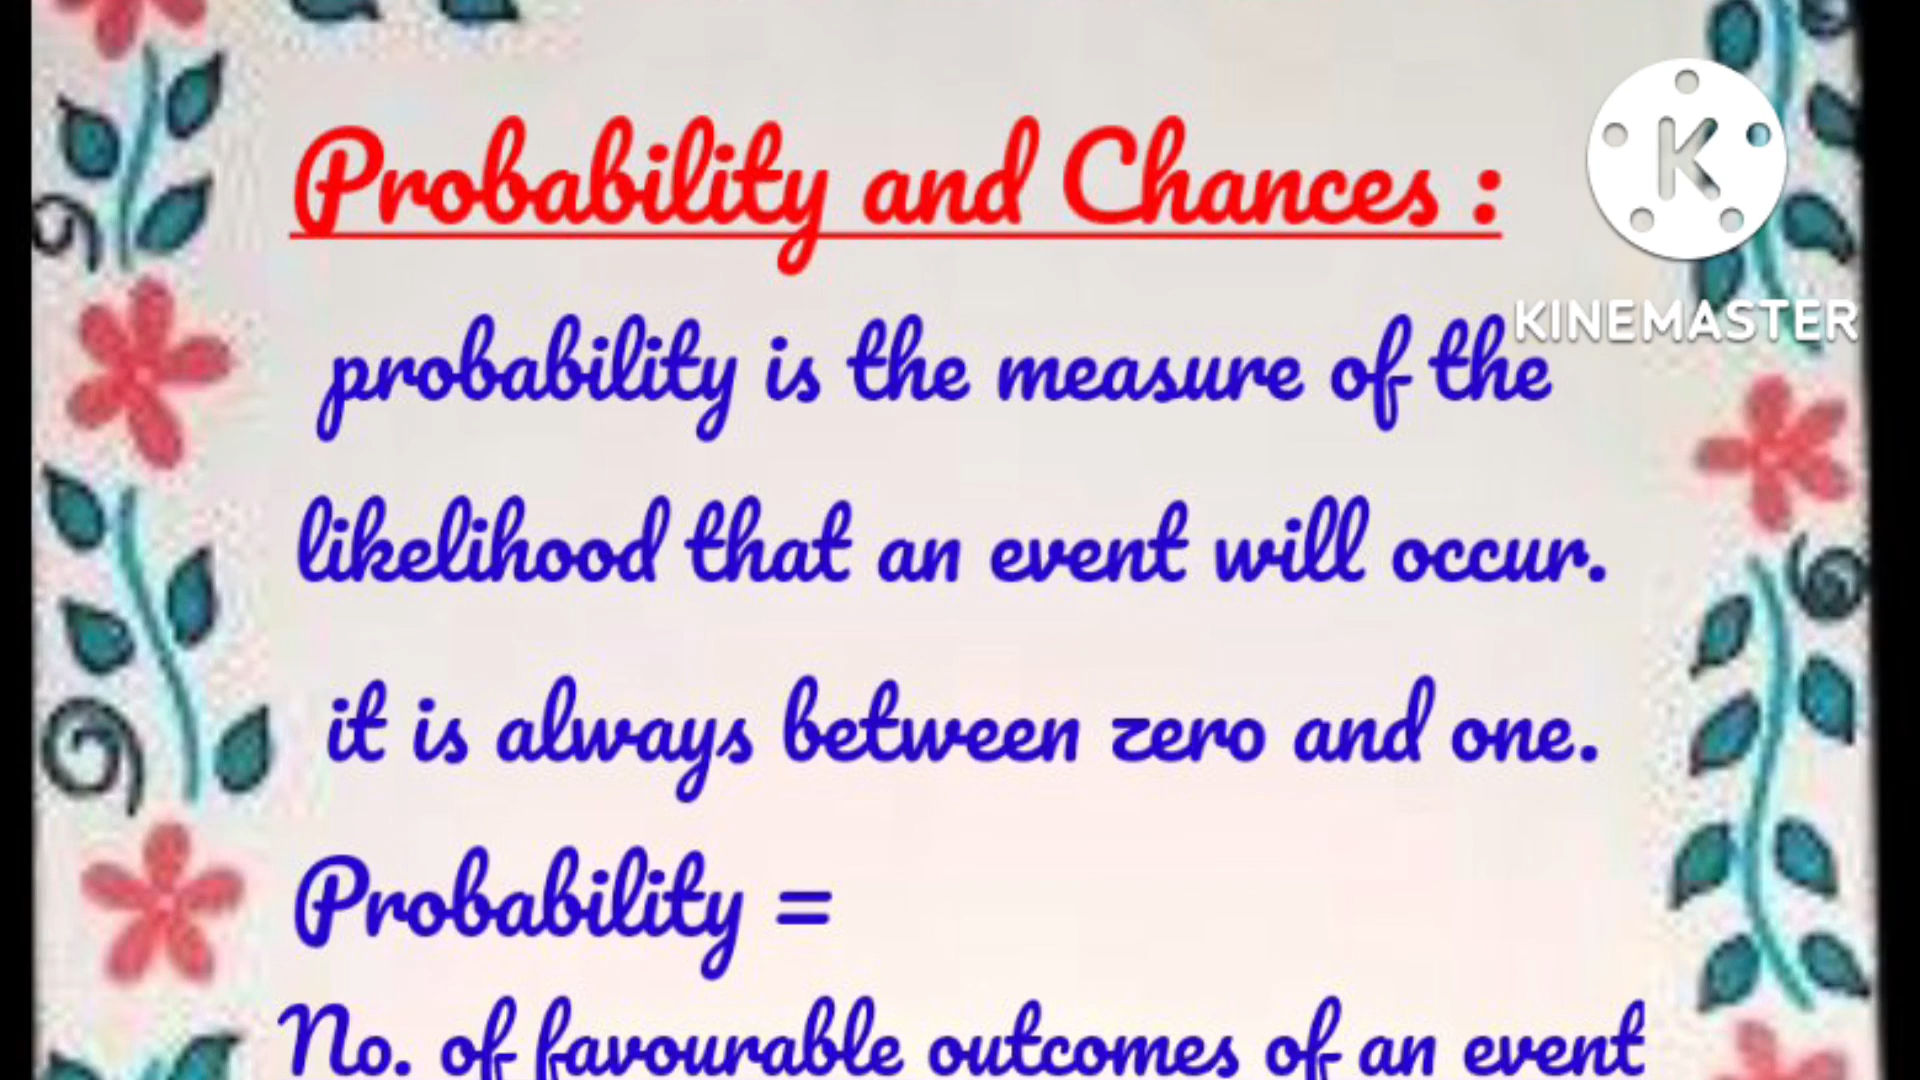 Probability and Chances :
KINEMASTER
probability is the measure of the
likelihood that an event will occur.
it is always between zero and one.
Probability =
No. of favourable outcomes of an event